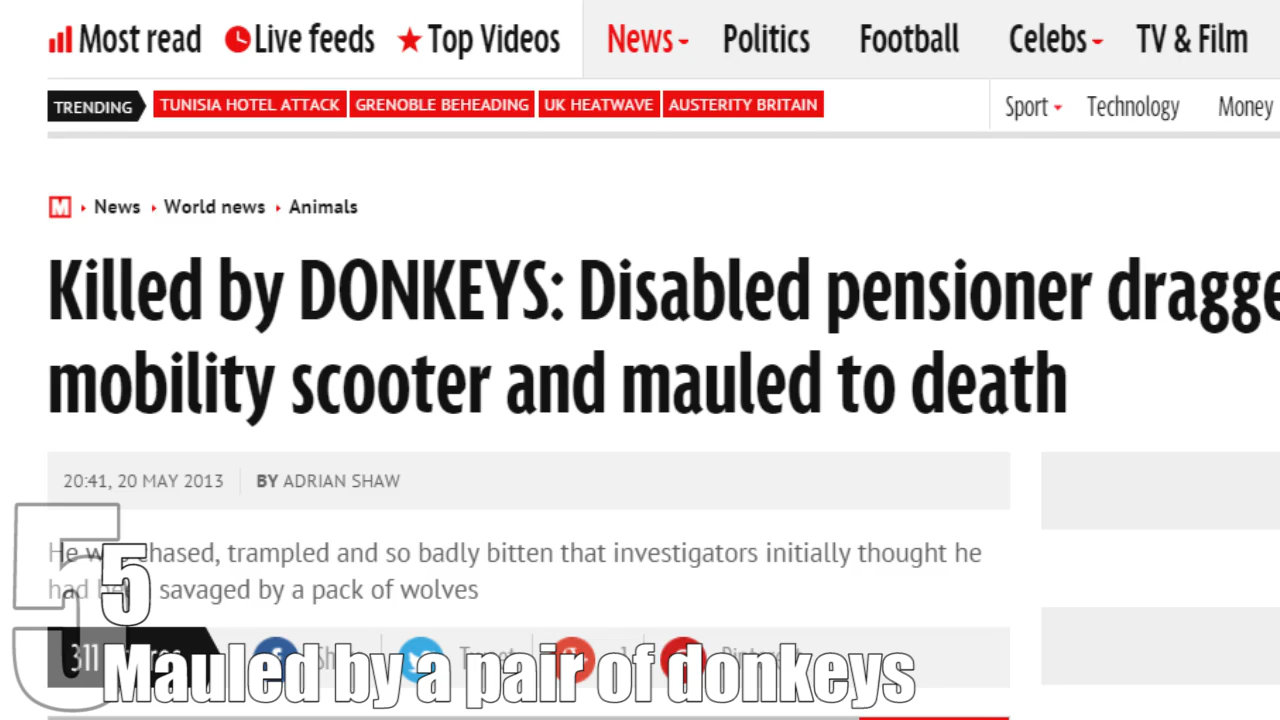 Most read Live feeds Top Videos News Politics Football Celebs TV & Film
TRENDING TUNISIA HOTEL ATTACK GRENOBLE BEHEADING UK HEATWAVE AUSTERITY BRITAIN Sport Technology Money
M News World news Animals
Killed by DONKEYS: Disabled pensioner dragge
mobility scooter and mauled to death
20:41, 20 MAY 2013 BY ADRIAN SHAW
He chased, trampled and so badly bitten that investigators initially thought he
had savaged by a pack of wolves
5
5
311
Mauled by a pair of donkeys